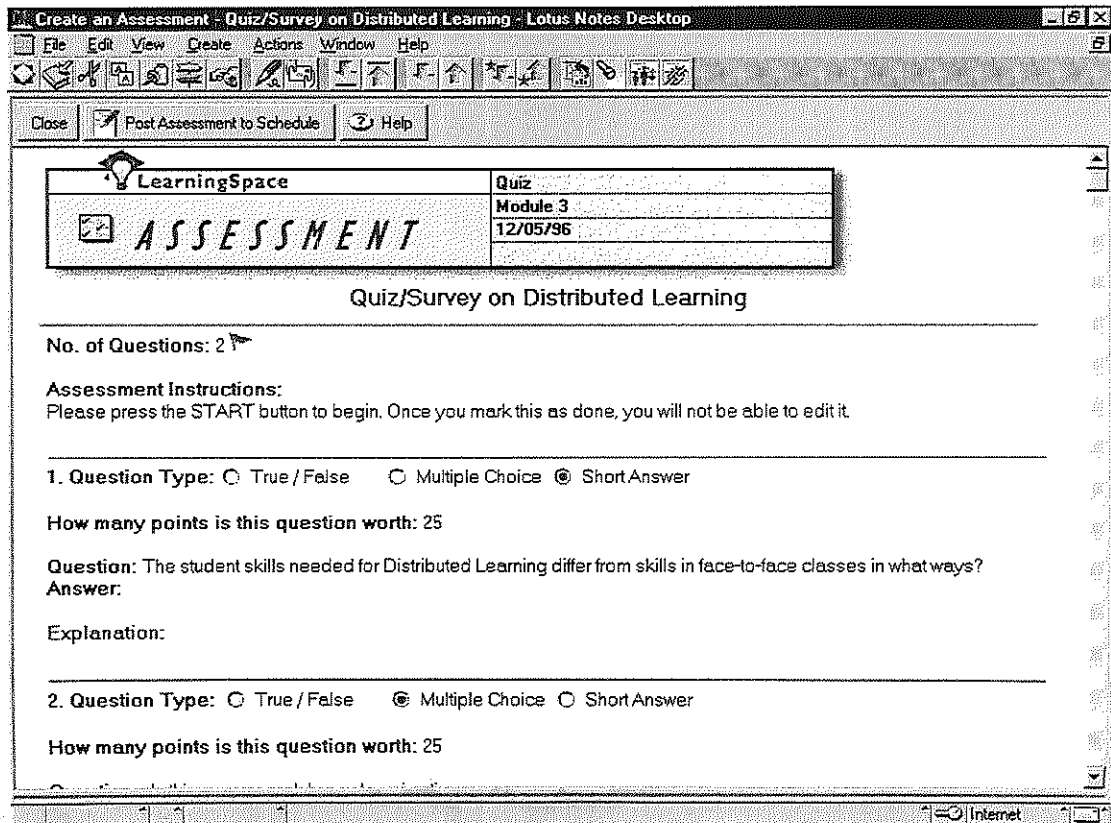 Create an Assessment - Quiz/Survey on Distributed Learning - Lotus Notes Desktop
File Edit View Create Actions Window Help
Close Post Assessment to Schedule Help
LearningSpace
ASSESSMENT
Quiz
Module 3
12/05/96
Quiz/Survey on Distributed Learning
No. of Questions: 2
Assessment Instructions:
Please press the START button to begin. Once you mark this as done, you will not be able to edit it.
1. Question Type: True / False Multiple Choice Short Answer
How many points is this question worth: 25
Question: The student skills needed for Distributed Learning differ from skills in face-to-face classes in what ways?
Answer:
Explanation:
2. Question Type: True / False Multiple Choice Short Answer
How many points is this question worth: 25
Internet